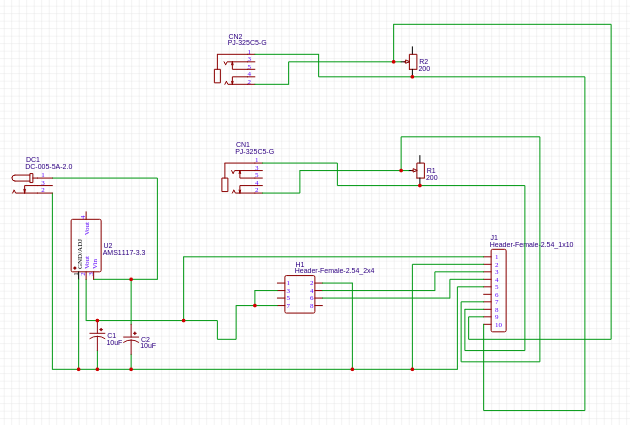 CN2
PJ-325C5-G
1
3
5
4
2
R2
200
CN1
PJ-325C5-G
1
3
5
4
2
R1
200
DC1
DC-005-5A-2.0
1
3
2
4
Vout
U2
AMS1117-3.3
GND/ADJ
Vout
Vin
1
2
3
J1
Header-Female-2.54_1x10
1
2
3
4
5
6
7
8
9
10
H1
Header-Female-2.54_2x4
1 2
3 4
5 6
7 8
C1
10uF
C2
10uF